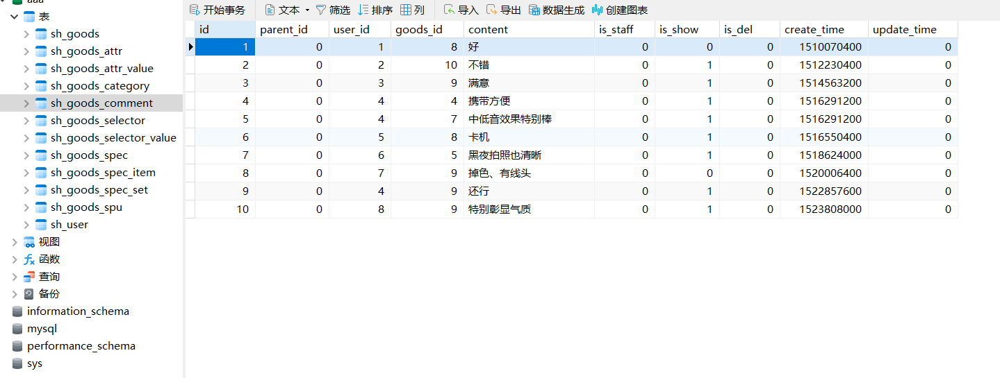 aaa
表
sh_goods
sh_goods_attr
sh_goods_attr_value
sh_goods_category
sh_goods_comment
sh_goods_selector
sh_goods_selector_value
sh_goods_spec
sh_goods_spec_item
sh_goods_spec_set
sh_goods_spu
sh_user
视图
函数
查询
备份
information_schema
mysql
performance_schema
sys
开始事务 文本 筛选 排序 列 导入 导出 数据生成 创建图表
id parent_id user_id goods_id content is_staff is_show is_del create_time update_time
1 0 1 8 好 0 0 0 1510070400 0
2 0 2 10 不错 0 1 0 1512230400 0
3 0 3 9 满意 0 1 0 1514563200 0
4 0 4 4 携带方便 0 1 0 1516291200 0
5 0 4 7 中低音效果特别棒 0 1 0 1516291200 0
6 0 5 8 卡机 0 1 0 1516550400 0
7 0 6 5 黑夜拍照也清晰 0 1 0 1518624000 0
8 0 7 9 掉色、有线头 0 0 0 1520006400 0
9 0 4 9 还行 0 1 0 1522857600 0
10 0 8 9 特别彰显气质 0 1 0 1523808000 0